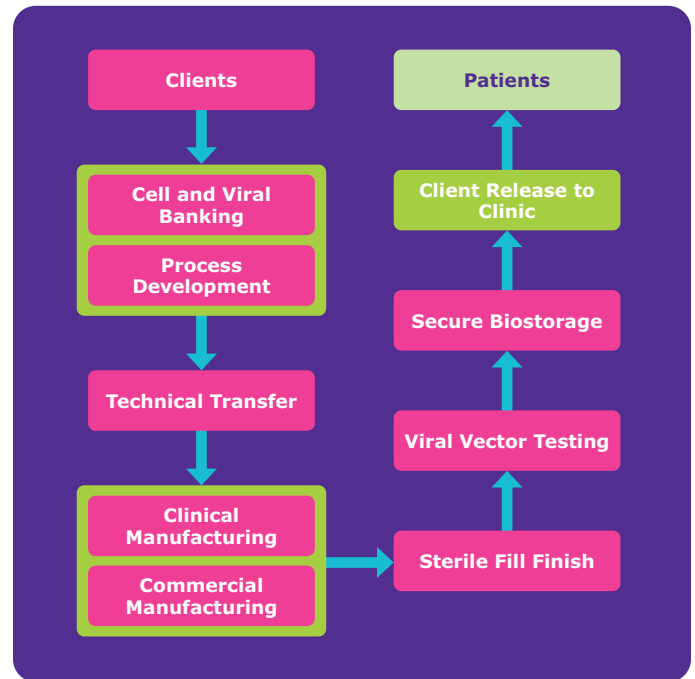 Clients
Cell and Viral
Banking
Process
Development
Technical Transfer
Clinical
Manufacturing
Commercial
Manufacturing
Sterile Fill Finish
Viral Vector Testing
Secure Biostorage
Client Release to
Clinic
Patients